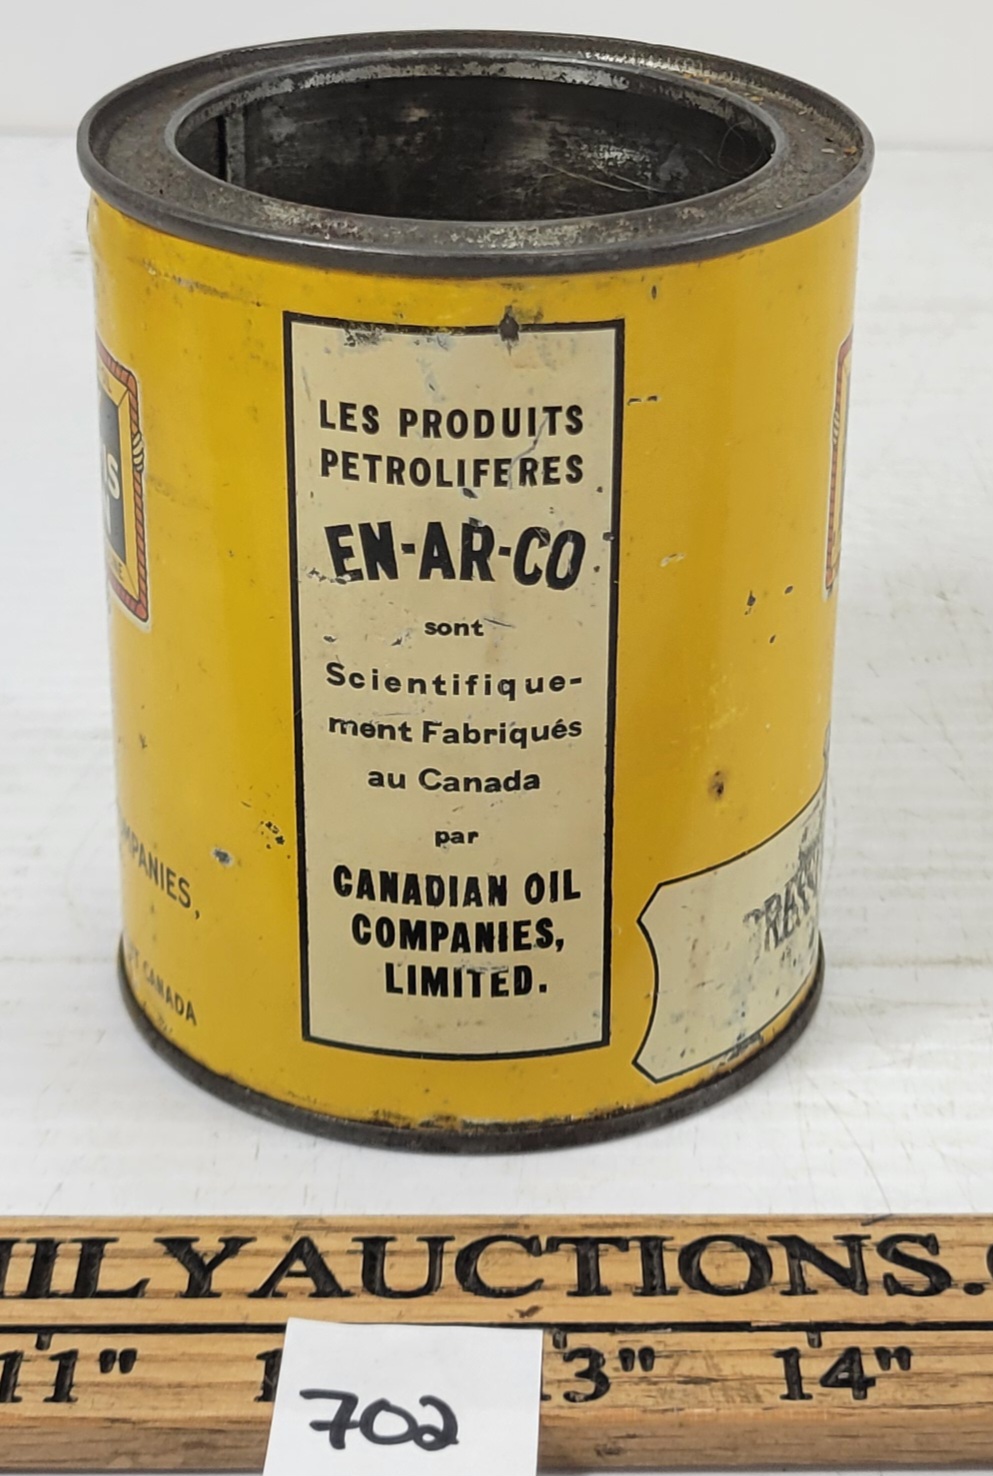 LES PRODUITS
PETROLIFERES
EN-AR-CO
sont
Scientifique-
ment Fabriqués
au Canada
par
CANADIAN OIL
COMPANIES,
LIMITED.
MPANIES,
CANADA
ILYAUCTIONS.
11" 3" 14"
702